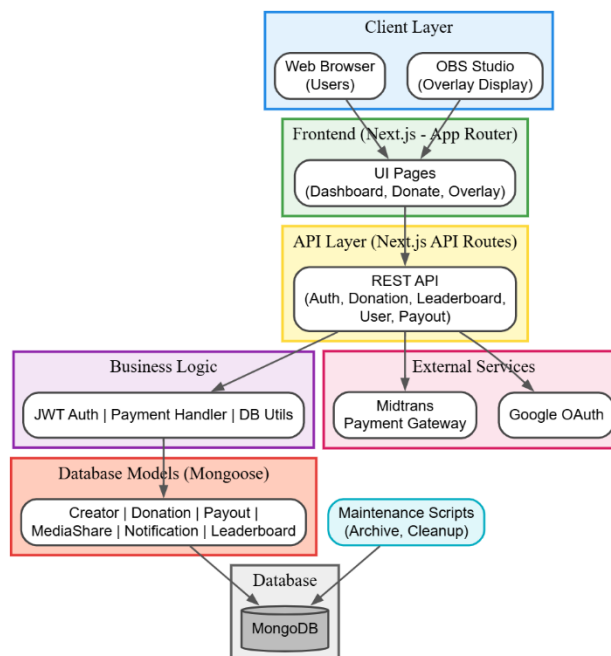 Client Layer
Web Browser
(Users)
OBS Studio
(Overlay Display)
Frontend (Next.js - App Router)
UI Pages
(Dashboard, Donate, Overlay)
API Layer (Next.js API Routes)
REST API
(Auth, Donation, Leaderboard,
User, Payout)
Business Logic
JWT Auth | Payment Handler | DB Utils
External Services
Midtrans
Payment Gateway
Google OAuth
Database Models (Mongoose)
Creator | Donation | Payout |
MediaShare | Notification | Leaderboard
Maintenance Scripts
(Archive, Cleanup)
Database
MongoDB